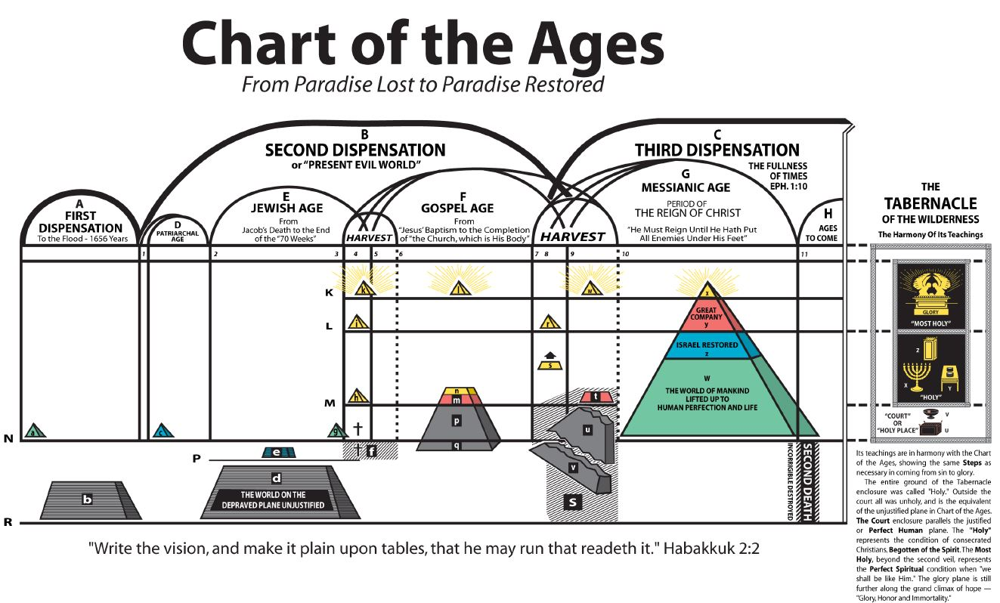 Chart of the Ages
From Paradise Lost to Paradise Restored
A
FIRST
DISPENSATION
To the Flood - 1656 Years
B
SECOND DISPENSATION
or "PRESENT EVIL WORLD"
C
THIRD DISPENSATION
THE FULLNESS
OF TIMES
EPH. 1:10
D
PATRIARCHAL
AGE
E
JEWISH AGE
From
Jacob's Death to the End
of the "70 Weeks"
HARVEST
F
GOSPEL AGE
From
"Jesus' Baptism to the Completion
of "the Church, which is His Body"
HARVEST
G
MESSIANIC AGE
PERIOD OF
THE REIGN OF CHRIST
"He Must Reign Until He Hath Put
All Enemies Under His Feet"
H
AGES
TO COME
1 2 3 4 5 6 7 8 9 10 11
K
k
l
w
x
L
i
r
GREAT
COMPANY
y
s
ISRAEL RESTORED
z
M
h
n
m
t
W
THE WORLD OF MANKIND
LIFTED UP TO
HUMAN PERFECTION AND LIFE
N
a
c
g
p
q
u
v
P
e
f
b
d
THE WORLD ON THE
DEPRAVED PLANE UNJUSTIFIED
S
INCORRIGIBLE DESTROYED
SECOND DEATH
R
"Write the vision, and make it plain upon tables, that he may run that readeth it." Habakkuk 2:2
THE
TABERNACLE
OF THE WILDERNESS
The Harmony Of Its Teachings
GLORY
"MOST HOLY"
Z
X
Y
"HOLY"
"COURT"
OR
"HOLY PLACE"
V
U
Its teachings are in harmony with the Chart
of the Ages, showing the same Steps as
necessary in coming from sin to glory.
The entire ground of the Tabernacle
enclosure was called "Holy." Outside the
court all was unholy, and is the equivalent
of the unjustified plane in Chart of the Ages.
The Court enclosure parallels the justified
or Perfect Human plane. The "Holy"
represents the condition of consecrated
Christians, Begotten of the Spirit. The Most
Holy, beyond the second veil, represents
the Perfect Spiritual condition when "we
shall be like Him." The glory plane is still
further along the grand climax of hope —
"Glory, Honor and Immortality."